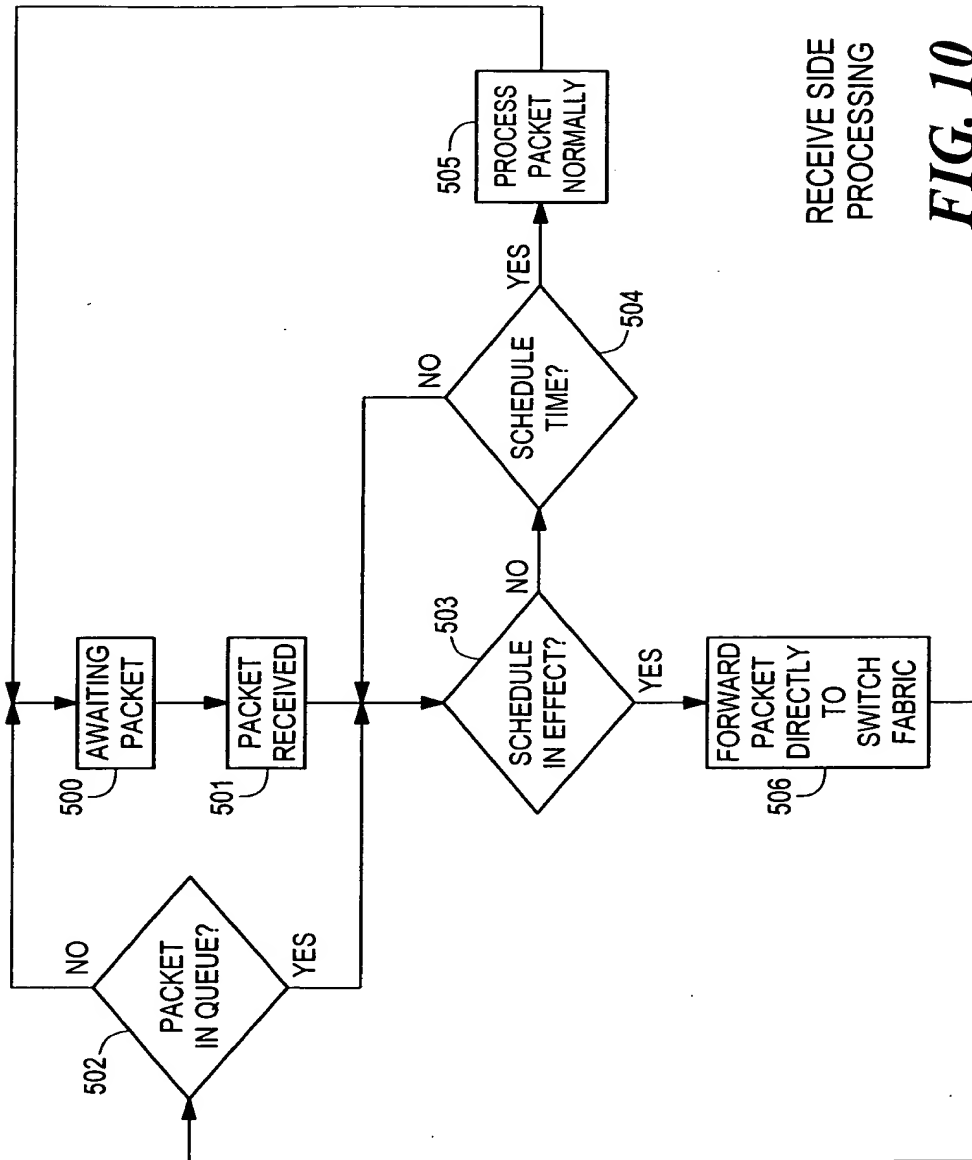 502
PACKET
IN QUEUE?
NO
YES
500
AWAITING
PACKET
501
PACKET
RECEIVED
503
SCHEDULE
IN EFFECT?
NO
YES
504
SCHEDULE
TIME?
NO
YES
505
PROCESS
PACKET
NORMALLY
506
FORWARD
PACKET
DIRECTLY
TO
SWITCH
FABRIC
RECEIVE SIDE
PROCESSING
FIG. 10